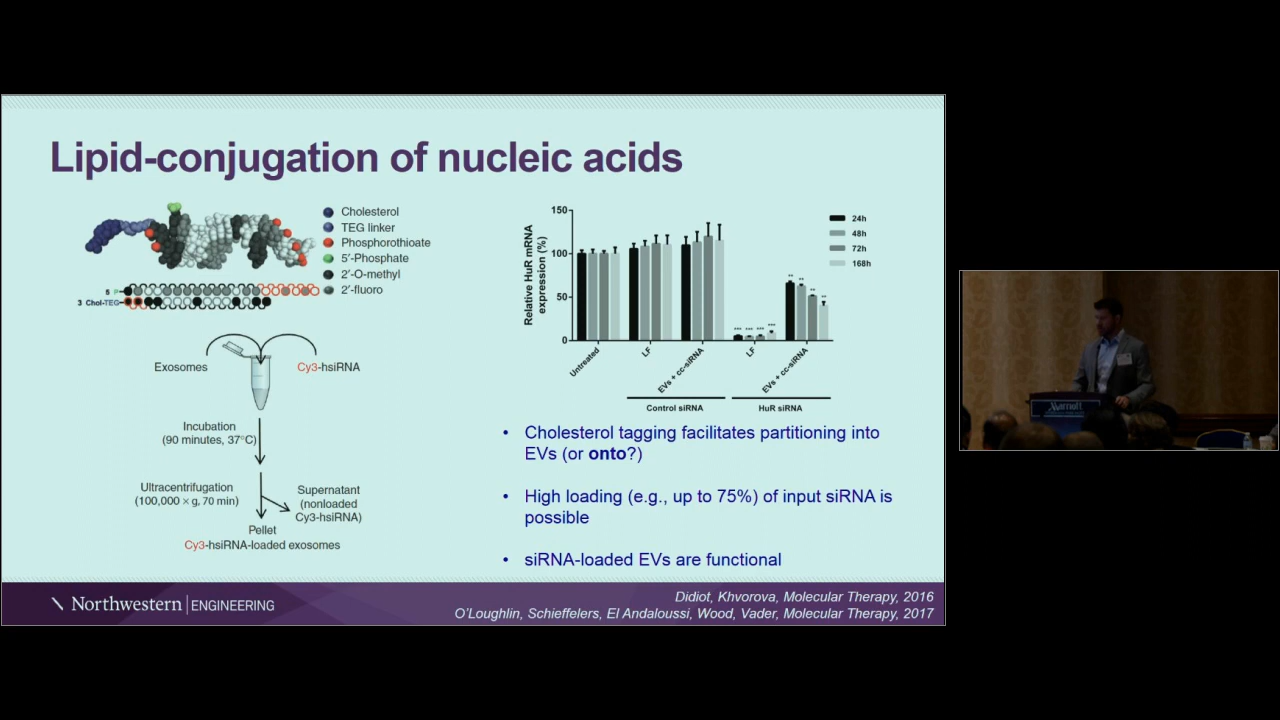 Lipid-conjugation of nucleic acids
Cholesterol
TEG linker
Phosphorothioate
5′-Phosphate
2′-O-methyl
2′-fluoro
5 P
3 Chol-TEG
Exosomes
Cy3-hsiRNA
Incubation
(90 minutes, 37°C)
Ultracentrifugation
(100,000 × g, 70 min)
Supernatant
(nonloaded
Cy3-hsiRNA)
Pellet
Cy3-hsiRNA-loaded exosomes
Relative HuR mRNA
expression (%)
150
100
50
0
** ** ** **
*** *** *** ***
24h
48h
72h
168h
Untreated
LF
EVs + cc-siRNA
LF
EVs + cc-siRNA
Control siRNA
HuR siRNA
• Cholesterol tagging facilitates partitioning into
EVs (or onto?)
• High loading (e.g., up to 75%) of input siRNA is
possible
• siRNA-loaded EVs are functional
Northwestern | ENGINEERING
Didiot, Khvorova, Molecular Therapy, 2016
O’Loughlin, Schieffelers, El Andaloussi, Wood, Vader, Molecular Therapy, 2017
Marriott